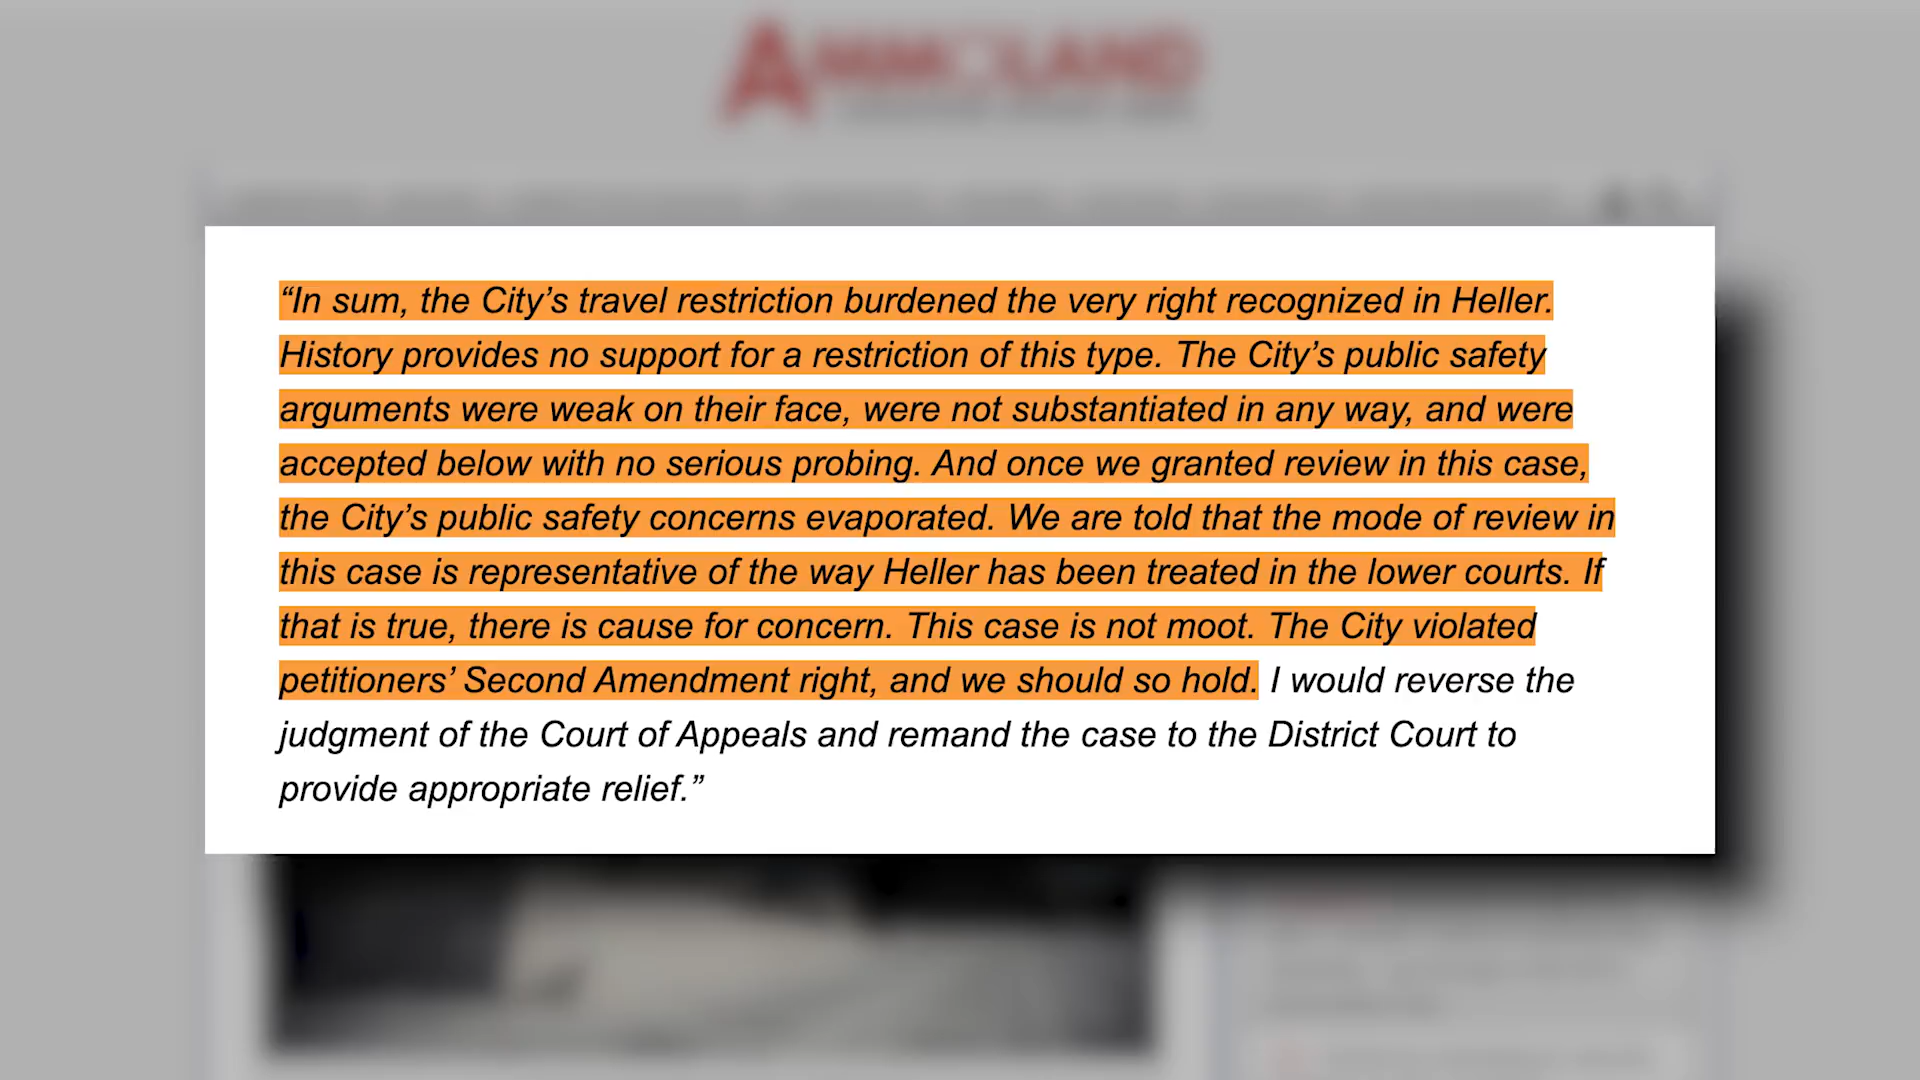 AMMOLAND
“In sum, the City’s travel restriction burdened the very right recognized in Heller.
History provides no support for a restriction of this type. The City’s public safety
arguments were weak on their face, were not substantiated in any way, and were
accepted below with no serious probing. And once we granted review in this case,
the City’s public safety concerns evaporated. We are told that the mode of review in
this case is representative of the way Heller has been treated in the lower courts. If
that is true, there is cause for concern. This case is not moot. The City violated
petitioners’ Second Amendment right, and we should so hold. I would reverse the
judgment of the Court of Appeals and remand the case to the District Court to
provide appropriate relief.”